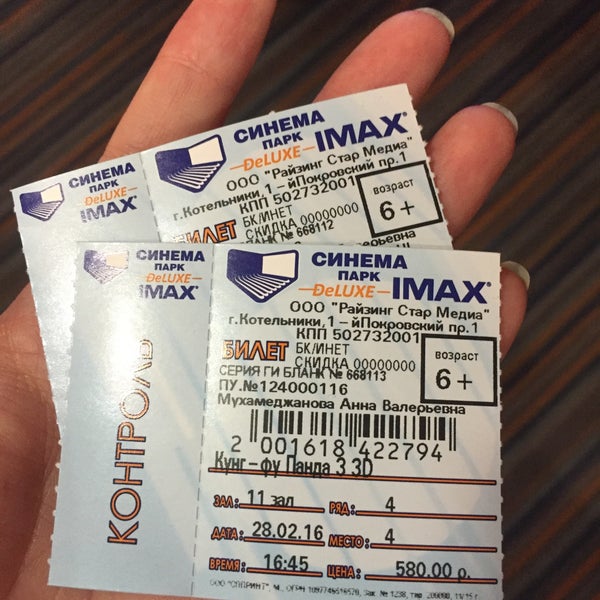 СИНЕМА
ПАРК
DeLUXE
IMAX
СИНЕМА
ПАРК
DeLUXE IMAX®
ООО "Райзинг Стар Медиа"
г.Котельники,1 – йПокровский пр.1
КПП 502732001
БИЛЕТ БК/ИНЕТ
СКИДКА 00000000
БЛАНК № 668112
возраст
6+
СИНЕМА
ПАРК
DeLUXE
IMAX
КОНТРОЛЬ
СИНЕМА
ПАРК
DeLUXE IMAX®
ООО "Райзинг Стар Медиа"
г.Котельники,1 – йПокровский пр.1
КПП 502732001
БИЛЕТ БК/ИНЕТ
СКИДКА 00000000
СЕРИЯ ГИ БЛАНК № 668113
ПУ.№124000116
возраст
6+
Мухамеджанова Анна Валерьевна
2 001618 422794
Кунг-фу Панда 3 3D
ЗАЛ: 11 зал РЯД: 4
ДАТА: 28.02.16 МЕСТО: 4
ВРЕМЯ: 16:45 ЦЕНА: 580.00 р.